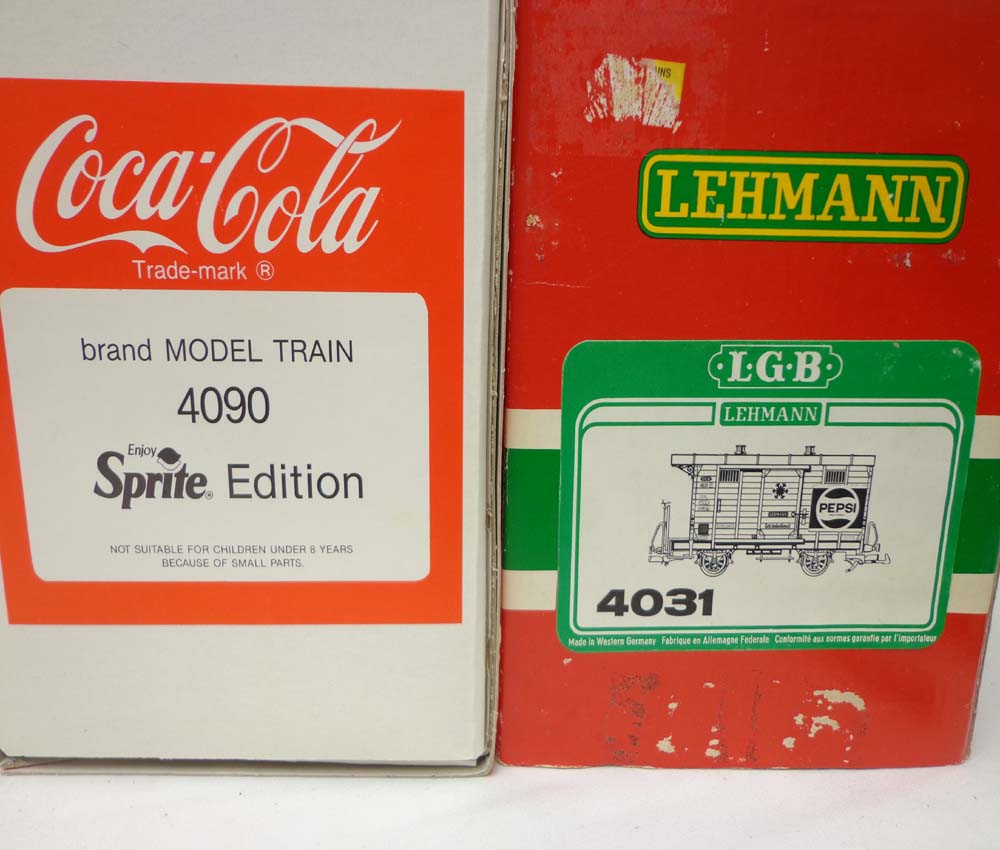 Coca-Cola
Trade-mark ®
brand MODEL TRAIN
4090
Enjoy
Sprite® Edition
NOT SUITABLE FOR CHILDREN UNDER 8 YEARS
BECAUSE OF SMALL PARTS.
LEHMANN
L·G·B
LEHMANN
LEHMANN
PEPSI
4031
Made in Western Germany Fabrique en Allemagne Federale Conformité aux normes garantie par l'importateur